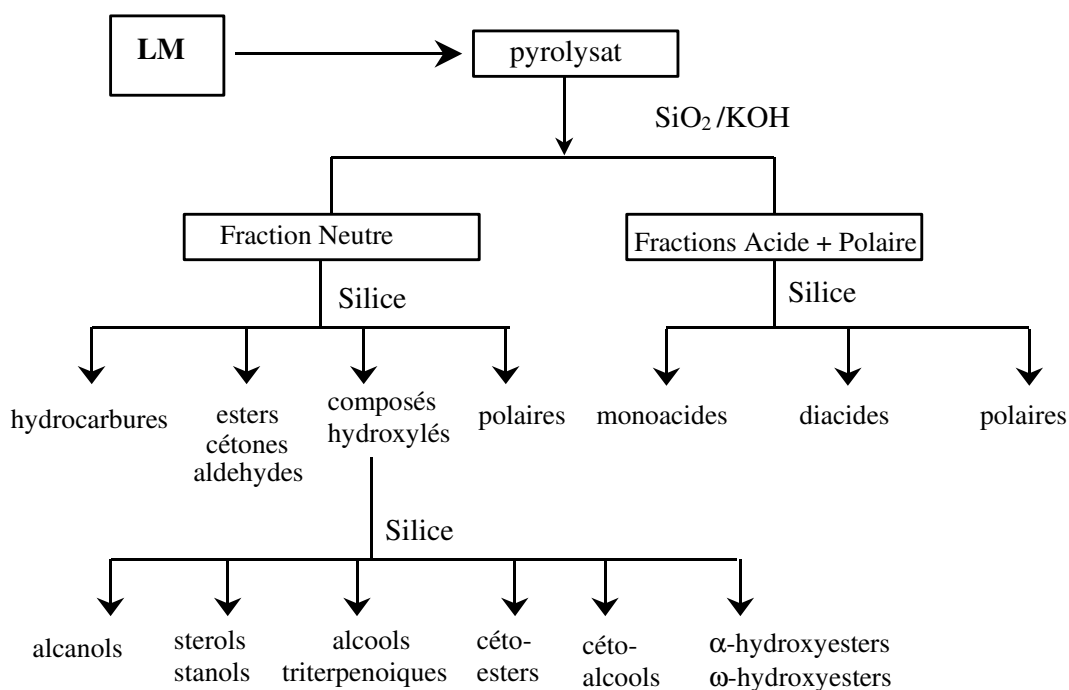 LM
pyrolysat
SiO₂ /KOH
Fraction Neutre
Fractions Acide + Polaire
Silice
Silice
hydrocarbures
esters
cétones
aldehydes
composés
hydroxylés
polaires
monoacides
diacides
polaires
Silice
alcanols
sterols
stanols
alcools
triterpenoiques
céto-
esters
céto-
alcools
α-hydroxyesters
ω-hydroxyesters